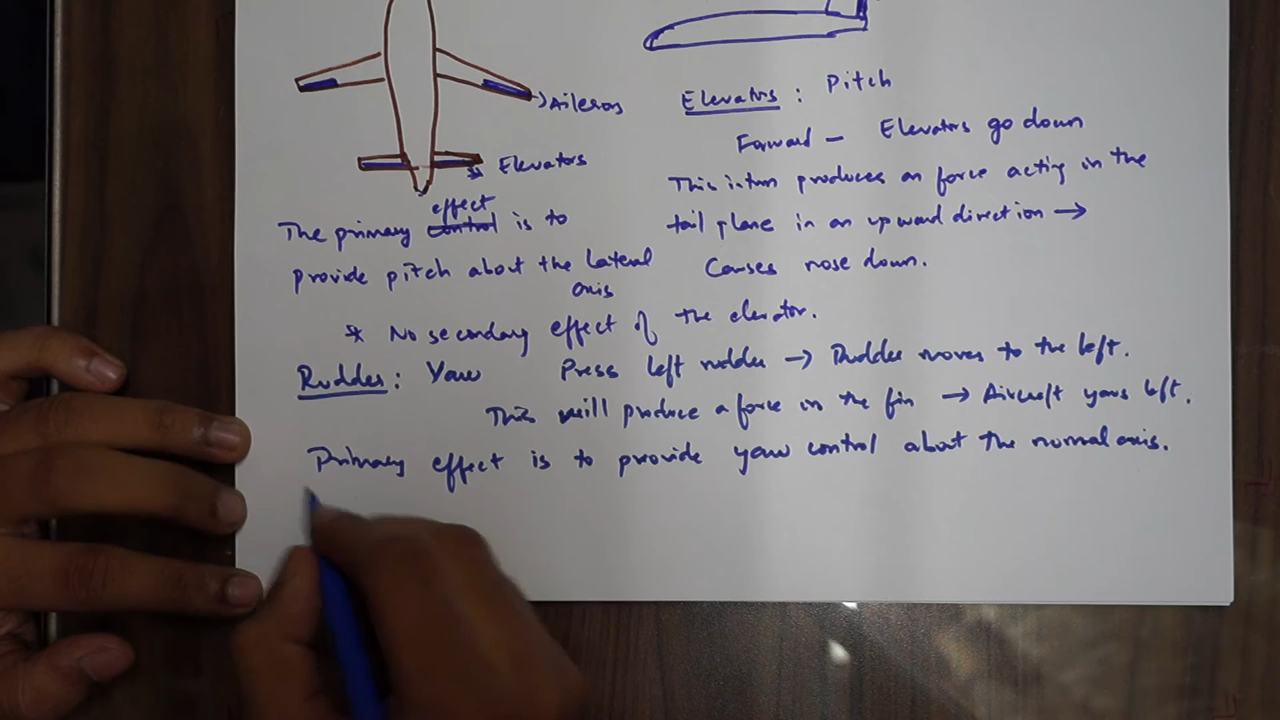 Ailerons
Elevators
effect
The primary control is to
provide pitch about the lateral
axis
Elevators : Pitch
Forward - Elevators go down
This inturn produces an force acting in the
tail plane in an upward direction →
Causes nose down.
* No secondary effect of the elevator.
Rudder : Yaw Press left rudder → Rudder moves to the left.
This will produce a force in the fin → Aircraft yaws left.
Primary effect is to provide yaw control about the normal axis.